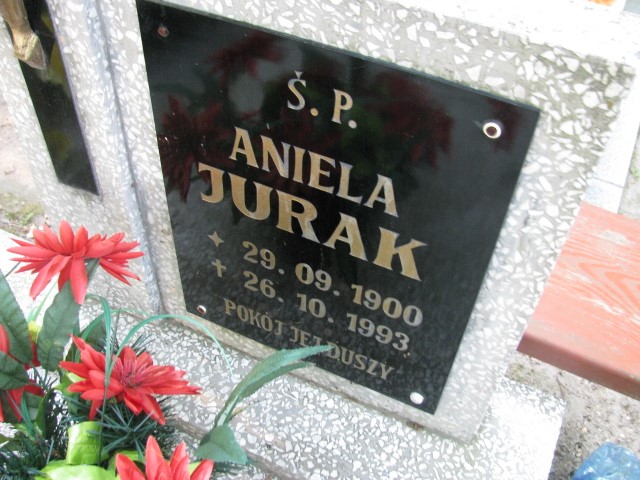 Ś. P.
ANIELA
JURAK
✦ 29. 09. 1900
✝ 26. 10. 1993
POKÓJ JEJ DUSZY